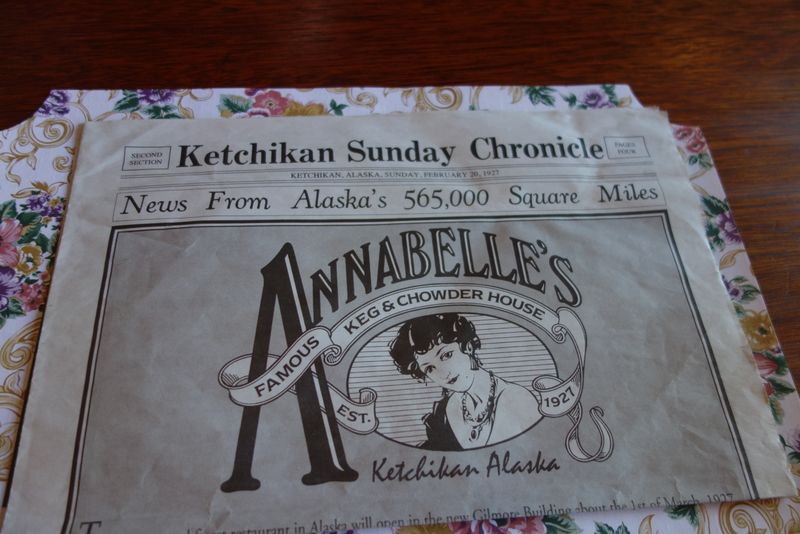 SECOND SECTION
Ketchikan Sunday Chronicle
PAGES FOUR
KETCHIKAN, ALASKA, SUNDAY, FEBRUARY 20, 1927
News From Alaska's 565,000 Square Miles
ANNABELLE'S
FAMOUS KEG & CHOWDER HOUSE
EST. 1927
Ketchikan Alaska
restaurant in Alaska will open in the new Gilmore Building about the 1st of March, 1927